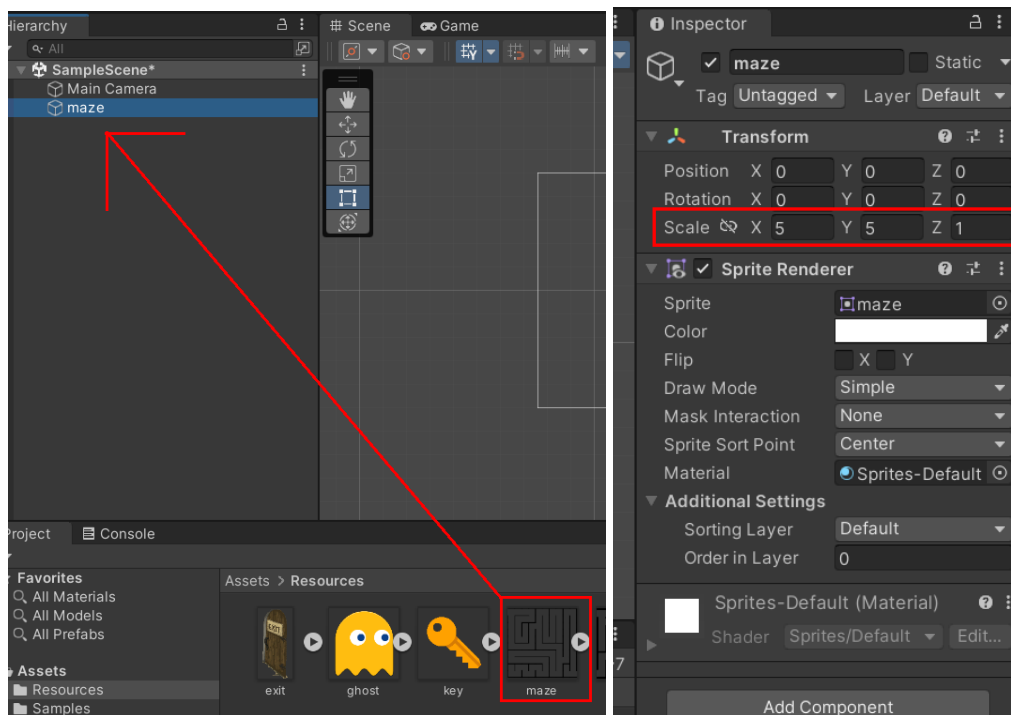 Hierarchy
All
SampleScene*
Main Camera
maze
Scene
Game
Project
Console
Favorites
All Materials
All Models
All Prefabs
Assets
Resources
Samples
Assets > Resources
EXIT
exit
ghost
key
maze
Inspector
maze
Static
Tag Untagged
Layer Default
Transform
Position X 0 Y 0 Z 0
Rotation X 0 Y 0 Z 0
Scale X 5 Y 5 Z 1
Sprite Renderer
Sprite maze
Color
Flip X Y
Draw Mode Simple
Mask Interaction None
Sprite Sort Point Center
Material Sprites-Default
Additional Settings
Sorting Layer Default
Order in Layer 0
Sprites-Default (Material)
Shader Sprites/Default Edit...
7
Add Component